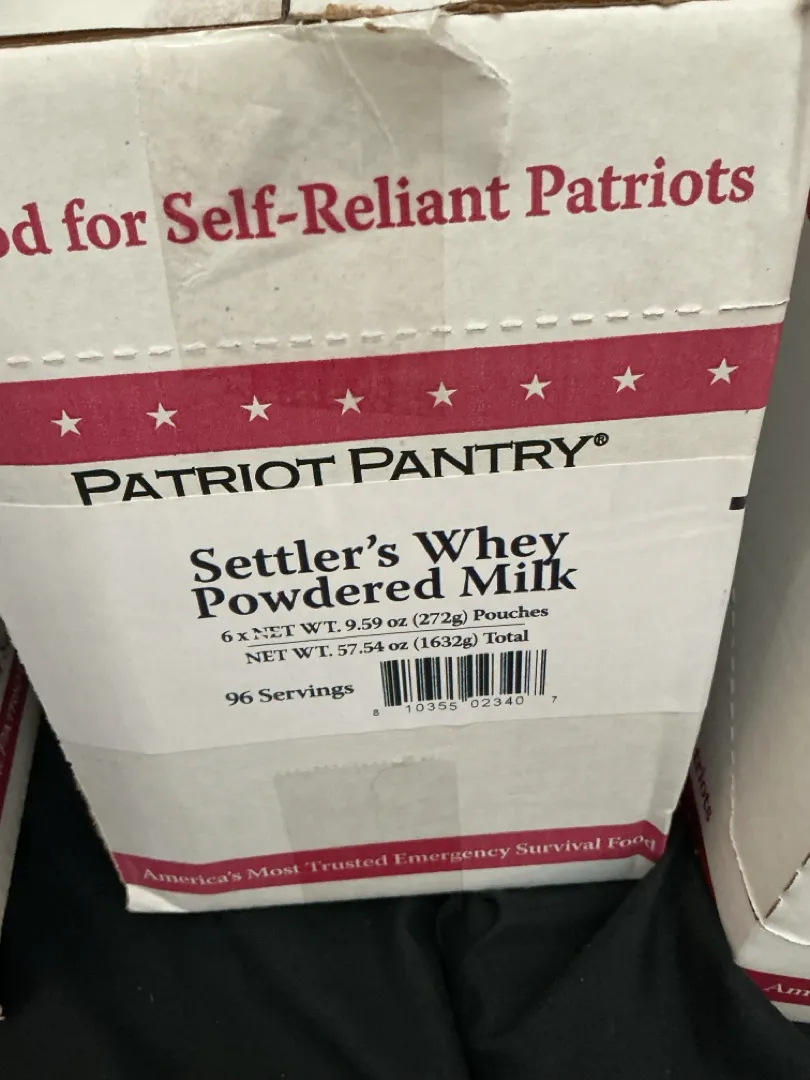 for Self-Reliant Patriots
PATRIOT PANTRY®
Settler's Whey
Powdered Milk
6 x NET WT. 9.59 oz (272g) Pouches
NET WT. 57.54 oz (1632g) Total
96 Servings
8 10355 02340 7
America's Most Trusted Emergency Survival Food